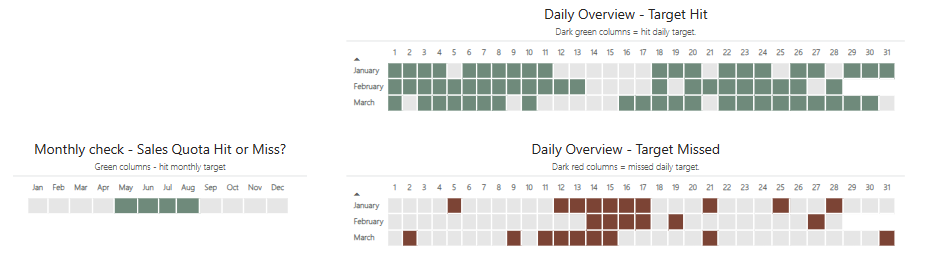 Daily Overview - Target Hit
Dark green columns = hit daily target.
1 2 3 4 5 6 7 8 9 10 11 12 13 14 15 16 17 18 19 20 21 22 23 24 25 26 27 28 29 30 31
January
February
March
Monthly check - Sales Quota Hit or Miss?
Green columns - hit monthly target
Jan Feb Mar Apr May Jun Jul Aug Sep Oct Nov Dec
Daily Overview - Target Missed
Dark red columns = missed daily target.
1 2 3 4 5 6 7 8 9 10 11 12 13 14 15 16 17 18 19 20 21 22 23 24 25 26 27 28 29 30 31
January
February
March